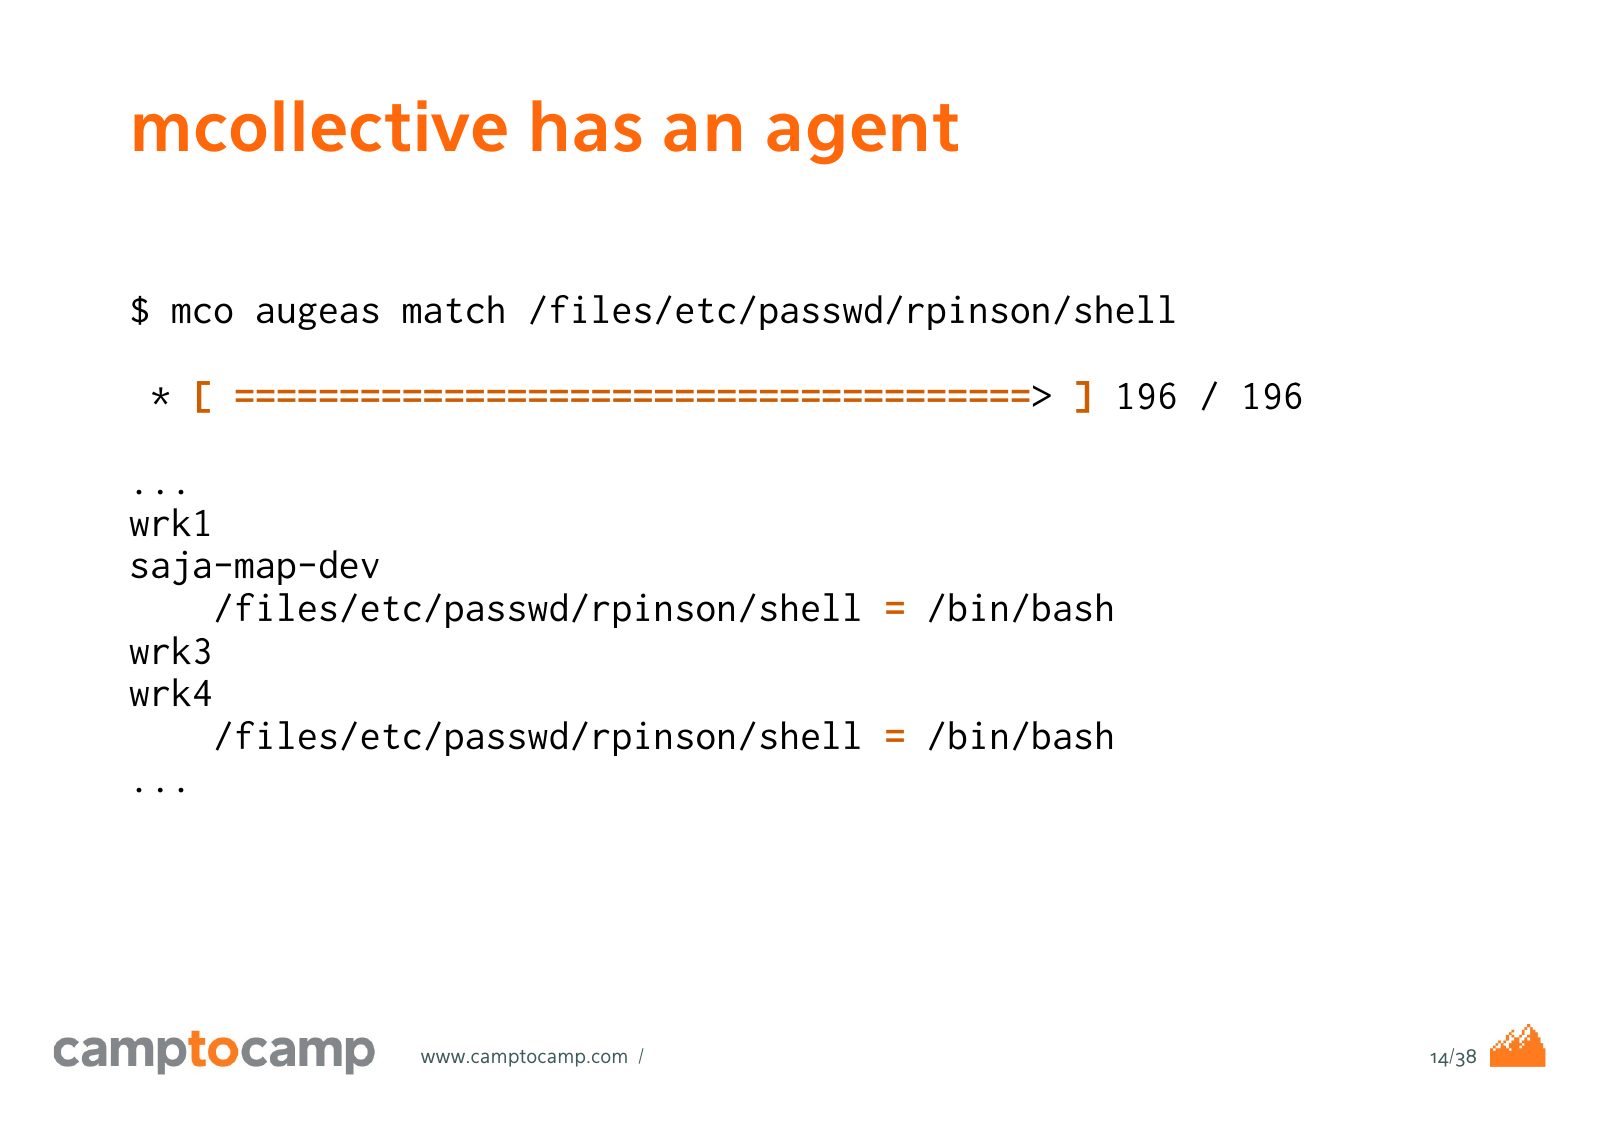 mcollective has an agent
$ mco augeas match /files/etc/passwd/rpinson/shell
* [ ======================================> ] 196 / 196
...
wrk1
saja-map-dev
/files/etc/passwd/rpinson/shell = /bin/bash
wrk3
wrk4
/files/etc/passwd/rpinson/shell = /bin/bash
...
camptocamp www.camptocamp.com / 14/38